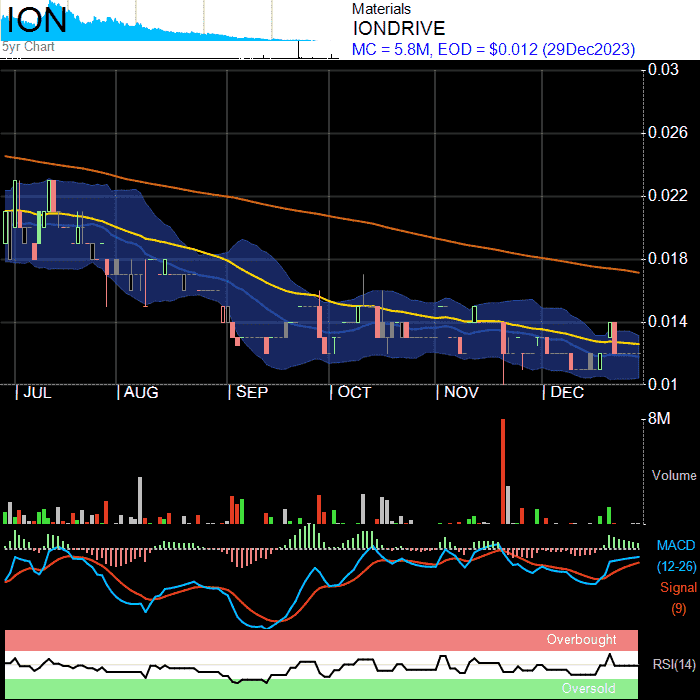 ION
5yr Chart
Materials
IONDRIVE
MC = 5.8M, EOD = $0.012 (29Dec2023)
0.03
0.026
0.022
0.018
0.014
0.01
| JUL | AUG | SEP | OCT | NOV | DEC
8M
Volume
MACD
(12-26)
Signal
(9)
Overbought
RSI(14)
Oversold